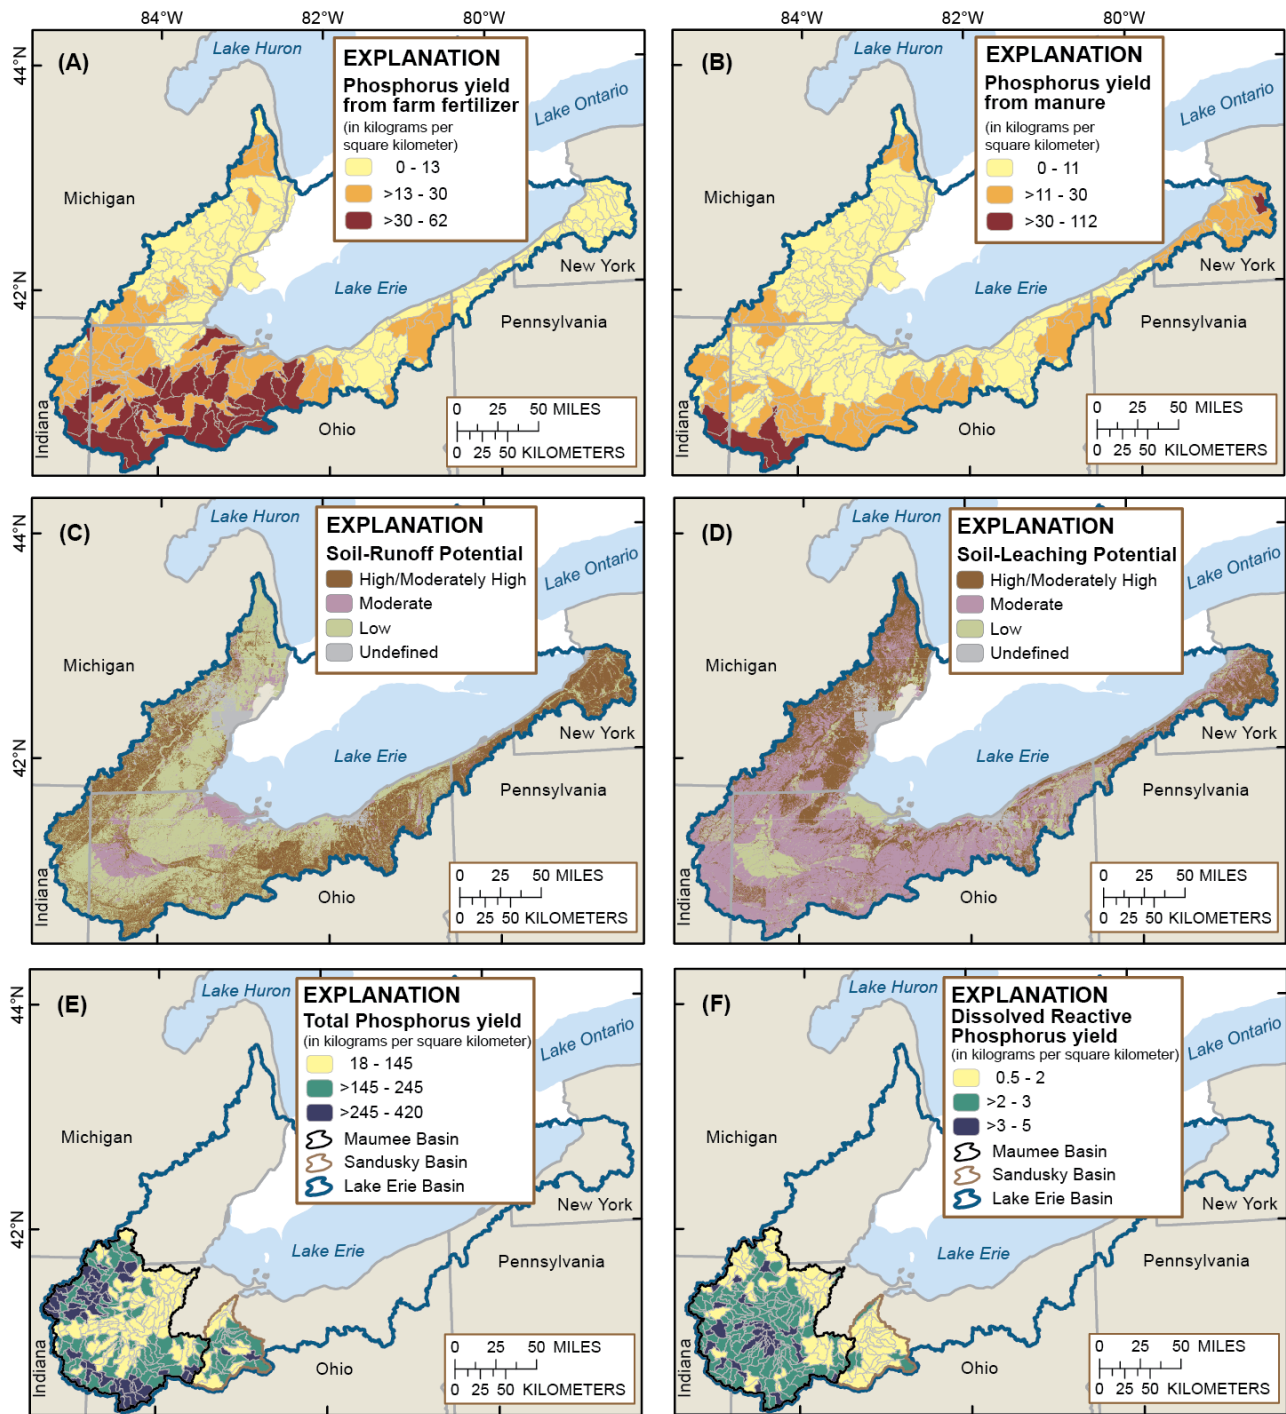 84°W 82°W 80°W
84°W 80°W
44°N
42°N
(A)
Lake Huron
EXPLANATION
Phosphorus yield
from farm fertilizer
(in kilograms per
square kilometer)
0 - 13
>13 - 30
>30 - 62
Lake Ontario
Michigan
New York
Lake Erie
Pennsylvania
Indiana
Ohio
0 25 50 MILES
0 25 50 KILOMETERS
(B)
Lake Huron
EXPLANATION
Phosphorus yield
from manure
(in kilograms per
square kilometer)
0 - 11
>11 - 30
>30 - 112
Lake Ontario
Michigan
New York
Lake Erie
Pennsylvania
Indiana
Ohio
0 25 50 MILES
0 25 50 KILOMETERS
44°N
42°N
(C)
Lake Huron
EXPLANATION
Soil-Runoff Potential
High/Moderately High
Moderate
Low
Undefined
Lake Ontario
Michigan
New York
Lake Erie
Pennsylvania
Indiana
Ohio
0 25 50 MILES
0 25 50 KILOMETERS
(D)
Lake Huron
EXPLANATION
Soil-Leaching Potential
High/Moderately High
Moderate
Low
Undefined
Lake Ontario
Michigan
New York
Lake Erie
Pennsylvania
Indiana
Ohio
0 25 50 MILES
0 25 50 KILOMETERS
44°N
42°N
(E)
Lake Huron
EXPLANATION
Total Phosphorus yield
(in kilograms per square kilometer)
18 - 145
>145 - 245
>245 - 420
Maumee Basin
Sandusky Basin
Lake Erie Basin
Lake Ontario
Michigan
New York
Lake Erie
Pennsylvania
Indiana
Ohio
0 25 50 MILES
0 25 50 KILOMETERS
(F)
Lake Huron
EXPLANATION
Dissolved Reactive
Phosphorus yield
(in kilograms per square kilometer)
0.5 - 2
>2 - 3
>3 - 5
Maumee Basin
Sandusky Basin
Lake Erie Basin
Lake Ontario
Michigan
New York
Lake Erie
Pennsylvania
Indiana
Ohio
0 25 50 MILES
0 25 50 KILOMETERS